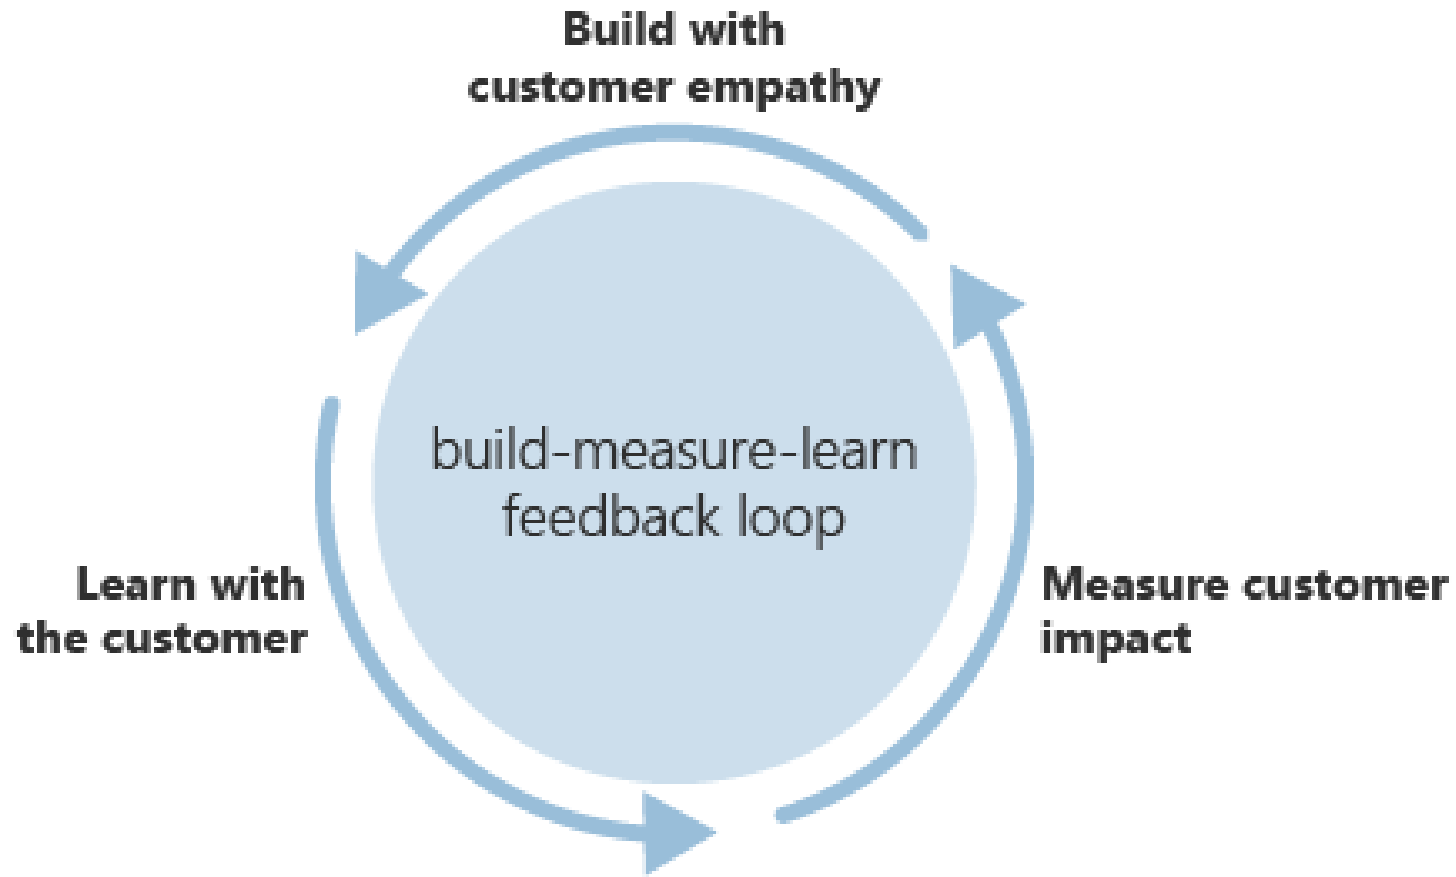 Build with
customer empathy
build-measure-learn
feedback loop
Learn with
the customer
Measure customer
impact